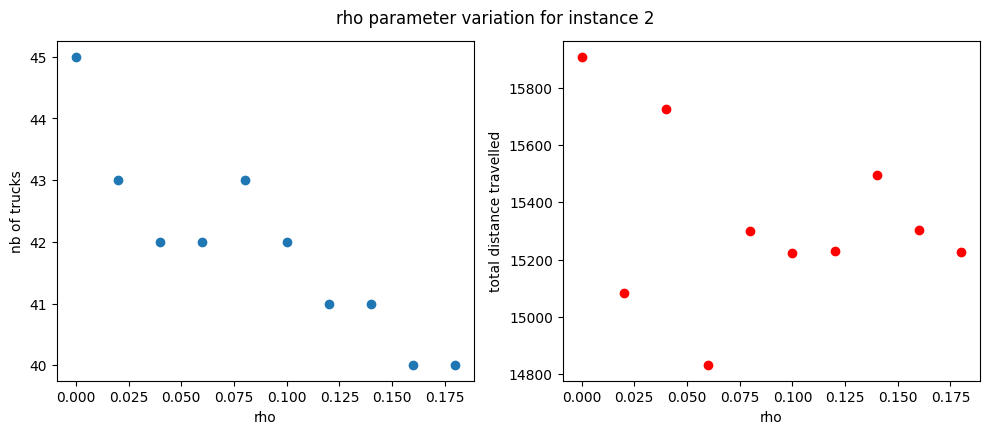 rho parameter variation for instance 2
nb of trucks
45
44
43
42
41
40
0.000 0.025 0.050 0.075 0.100 0.125 0.150 0.175
rho
total distance travelled
15800
15600
15400
15200
15000
14800
0.000 0.025 0.050 0.075 0.100 0.125 0.150 0.175
rho